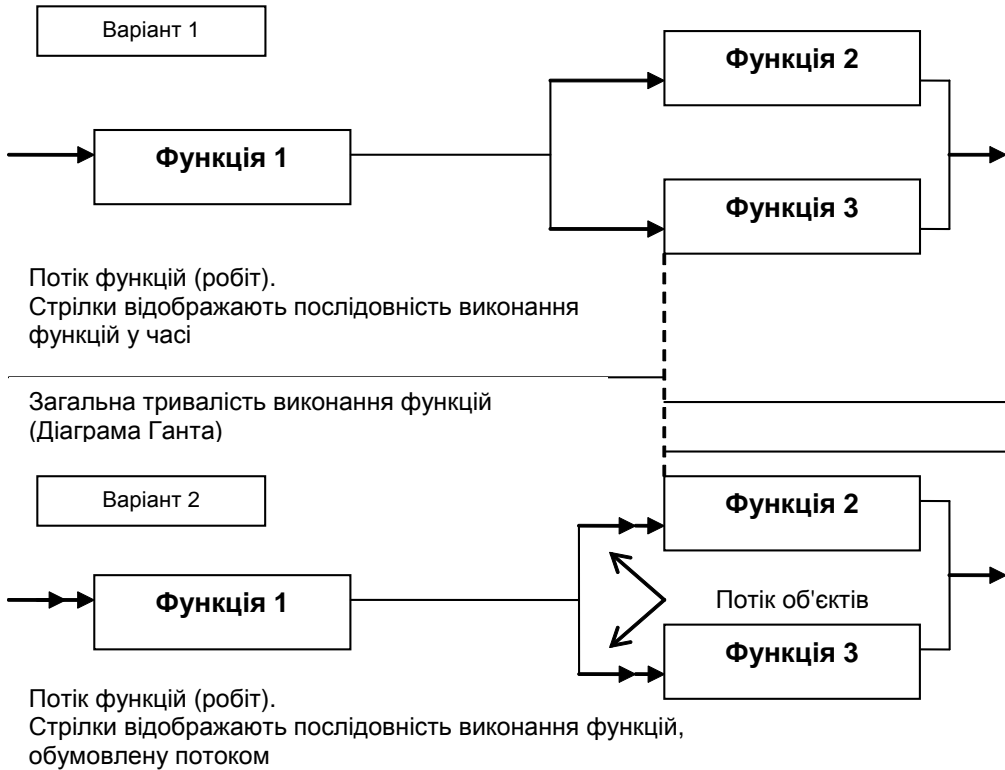 Варіант 1
Функція 2
Функція 1
Функція 3
Потік функцій (робіт).
Стрілки відображають послідовність виконання
функцій у часі
Загальна тривалість виконання функцій
(Діаграма Ганта)
Варіант 2
Функція 2
Функція 1
Потік об'єктів
Функція 3
Потік функцій (робіт).
Стрілки відображають послідовність виконання функцій,
обумовлену потоком